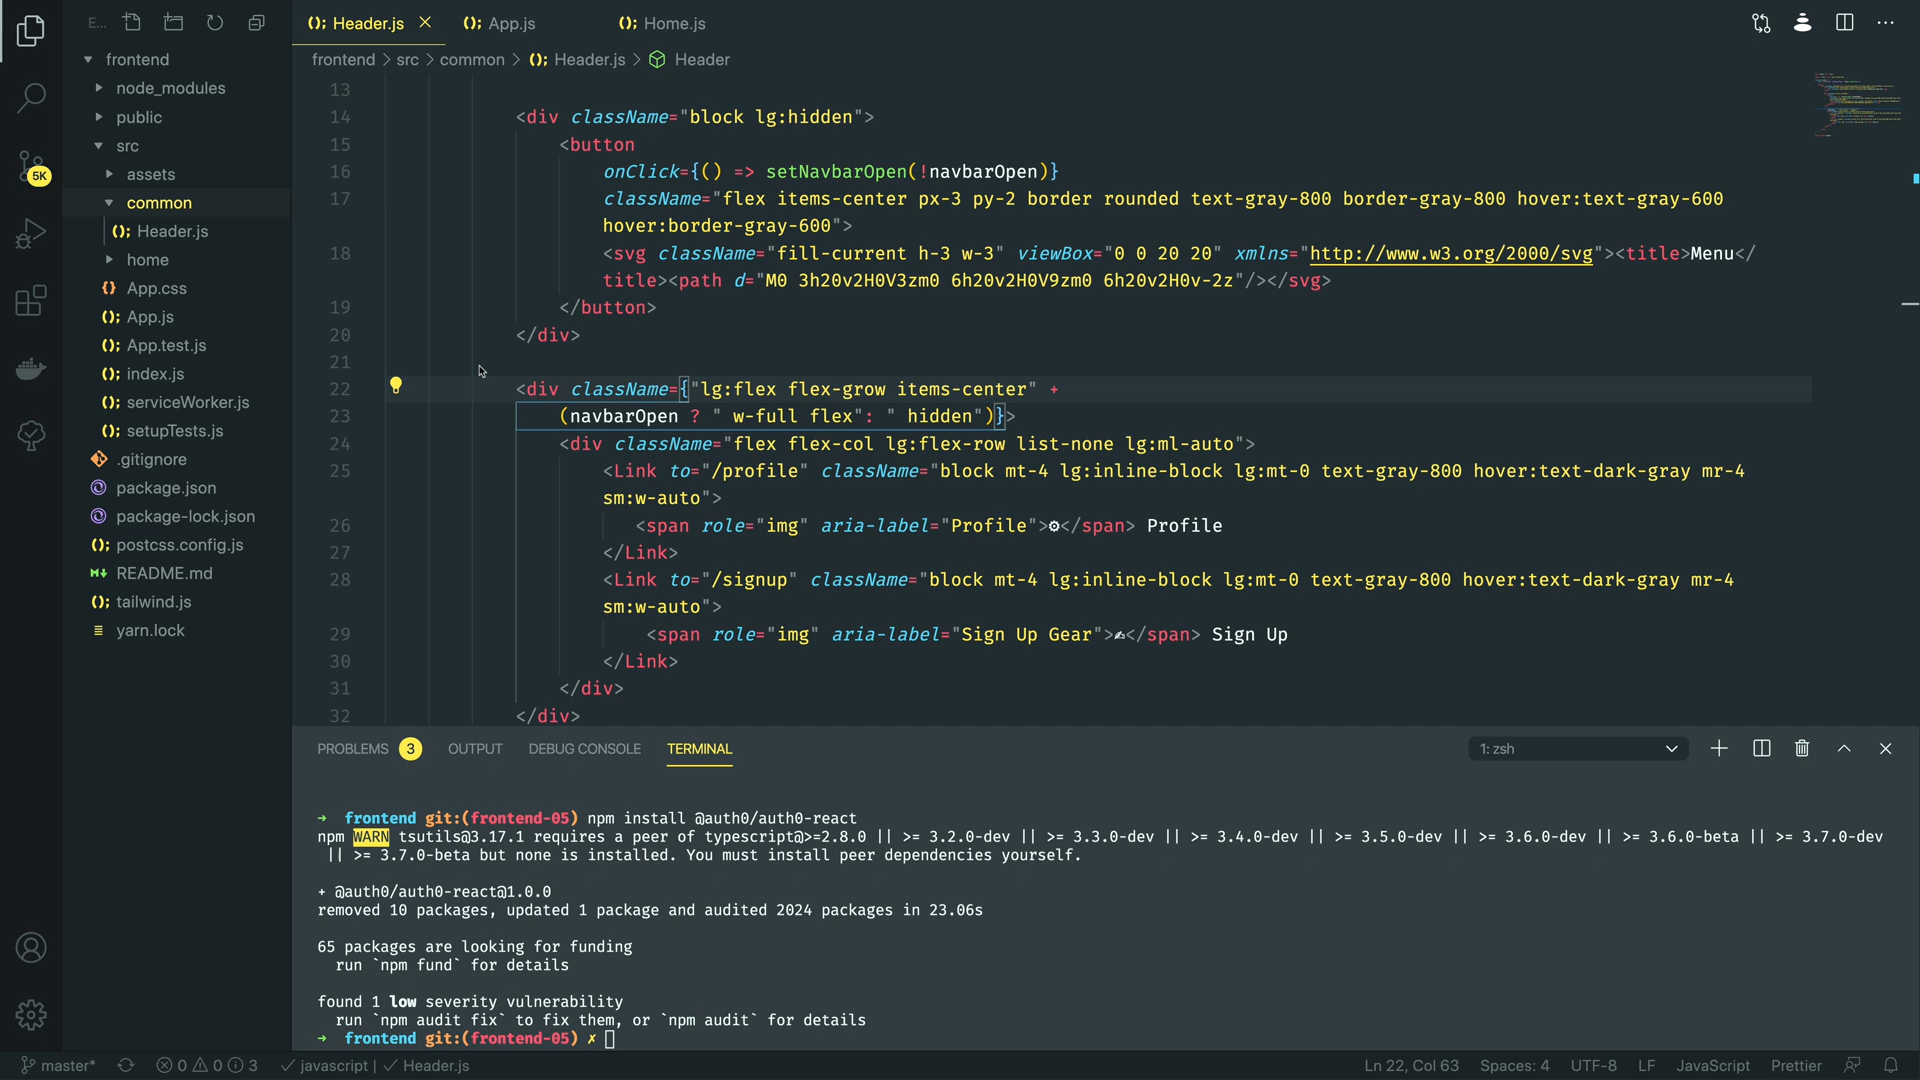 E...
Header.js
App.js
Home.js
frontend
node_modules
public
src
assets
common
Header.js
home
App.css
App.js
App.test.js
index.js
serviceWorker.js
setupTests.js
.gitignore
package.json
package-lock.json
postcss.config.js
README.md
tailwind.js
yarn.lock
5K
frontend > src > common > Header.js > Header
13
14 <div className="block lg:hidden">
15 <button
16 onClick={() => setNavbarOpen(!navbarOpen)}
17 className="flex items-center px-3 py-2 border rounded text-gray-800 border-gray-800 hover:text-gray-600
hover:border-gray-600">
18 <svg className="fill-current h-3 w-3" viewBox="0 0 20 20" xmlns="http://www.w3.org/2000/svg"><title>Menu</
title><path d="M0 3h20v2H0V3zm0 6h20v2H0V9zm0 6h20v2H0v-2z"/></svg>
19 </button>
20 </div>
21
22 <div className={"lg:flex flex-grow items-center" +
23 (navbarOpen ? " w-full flex": " hidden")}>
24 <div className="flex flex-col lg:flex-row list-none lg:ml-auto">
25 <Link to="/profile" className="block mt-4 lg:inline-block lg:mt-0 text-gray-800 hover:text-dark-gray mr-4
sm:w-auto">
26 <span role="img" aria-label="Profile">⚙</span> Profile
27 </Link>
28 <Link to="/signup" className="block mt-4 lg:inline-block lg:mt-0 text-gray-800 hover:text-dark-gray mr-4
sm:w-auto">
29 <span role="img" aria-label="Sign Up Gear">✍</span> Sign Up
30 </Link>
31 </div>
32 </div>
PROBLEMS 3 OUTPUT DEBUG CONSOLE TERMINAL 1: zsh
→ frontend git:(frontend-05) npm install @auth0/auth0-react
npm WARN tsutils@3.17.1 requires a peer of typescript@>=2.8.0 || >= 3.2.0-dev || >= 3.3.0-dev || >= 3.4.0-dev || >= 3.5.0-dev || >= 3.6.0-dev || >= 3.6.0-beta || >= 3.7.0-dev
|| >= 3.7.0-beta but none is installed. You must install peer dependencies yourself.
+ @auth0/auth0-react@1.0.0
removed 10 packages, updated 1 package and audited 2024 packages in 23.06s
65 packages are looking for funding
run `npm fund` for details
found 1 low severity vulnerability
run `npm audit fix` to fix them, or `npm audit` for details
→ frontend git:(frontend-05) ✗
master* 0 0 3 javascript | Header.js Ln 22, Col 63 Spaces: 4 UTF-8 LF JavaScript Prettier